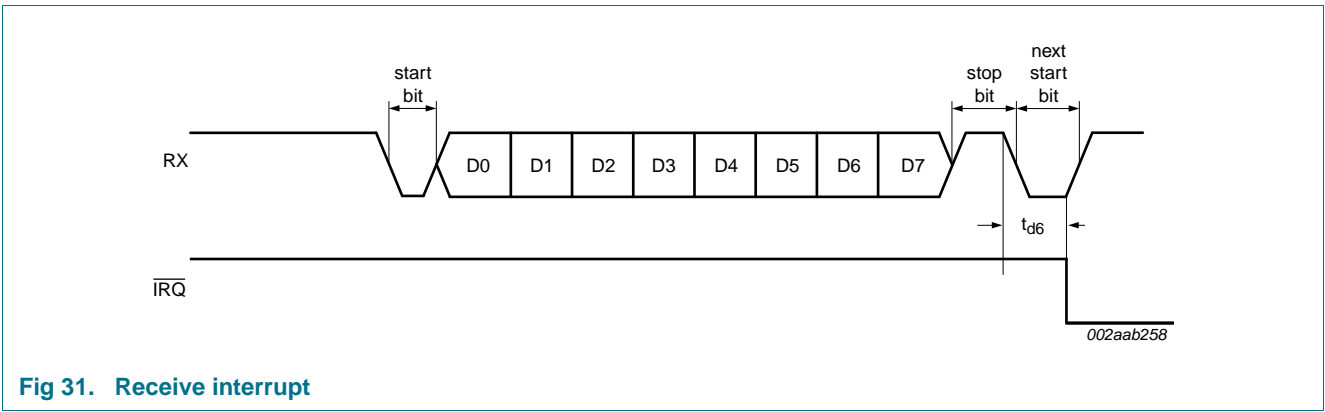 start
bit
stop
bit
next
start
bit
RX
D0 D1 D2 D3 D4 D5 D6 D7
td6
IRQ
002aab258
Fig 31. Receive interrupt